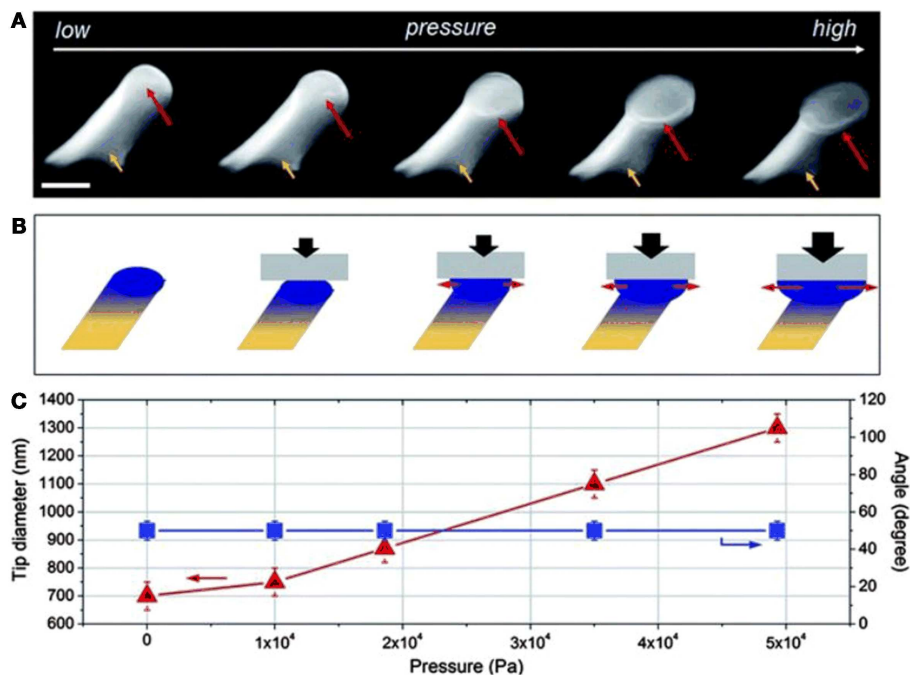 A
low pressure high
B
C
1400
1300
1200
1100
1000
900
800
700
600
Tip diameter (nm)
120
100
80
60
40
20
0
Angle (degree)
0 1x10⁴ 2x10⁴ 3x10⁴ 4x10⁴ 5x10⁴
Pressure (Pa)